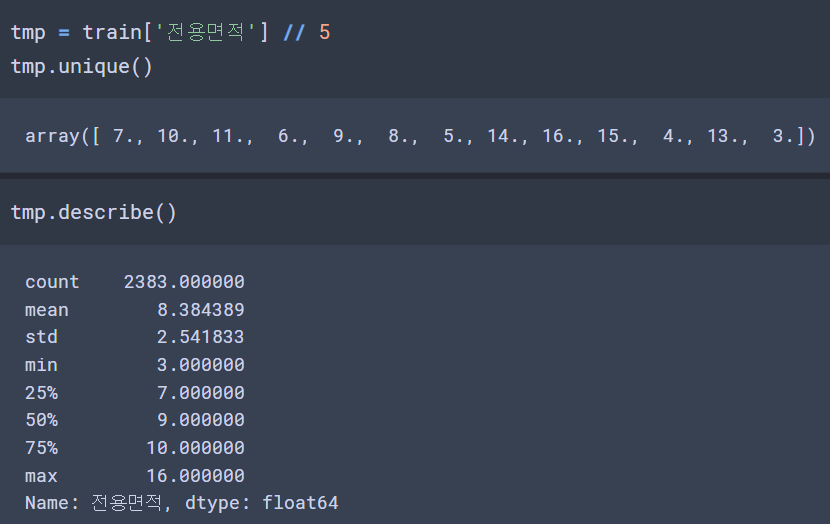 tmp = train['전용면적'] // 5
tmp.unique()
array([ 7., 10., 11.,  6.,  9.,  8.,  5., 14., 16., 15.,  4., 13.,  3.])
tmp.describe()
count    2383.000000
mean        8.384389
std         2.541833
min         3.000000
25%         7.000000
50%         9.000000
75%        10.000000
max        16.000000
Name: 전용면적, dtype: float64